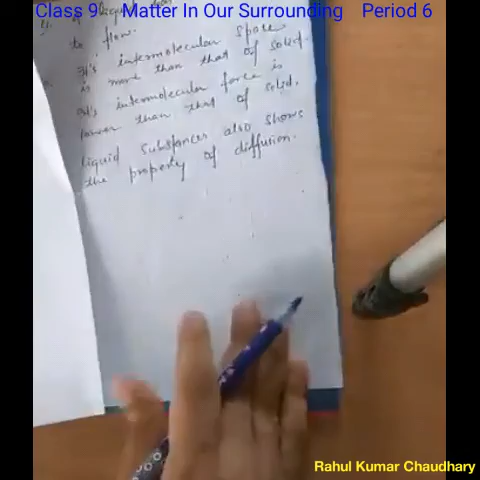 Class 9 Matter In Our Surrounding Period 6
to flow.
It's intermolecular space
is more than that of solid.
It's intermolecular force is
lower than that of solid.
liquid substances also shows
the property of diffusion.
Rahul Kumar Chaudhary